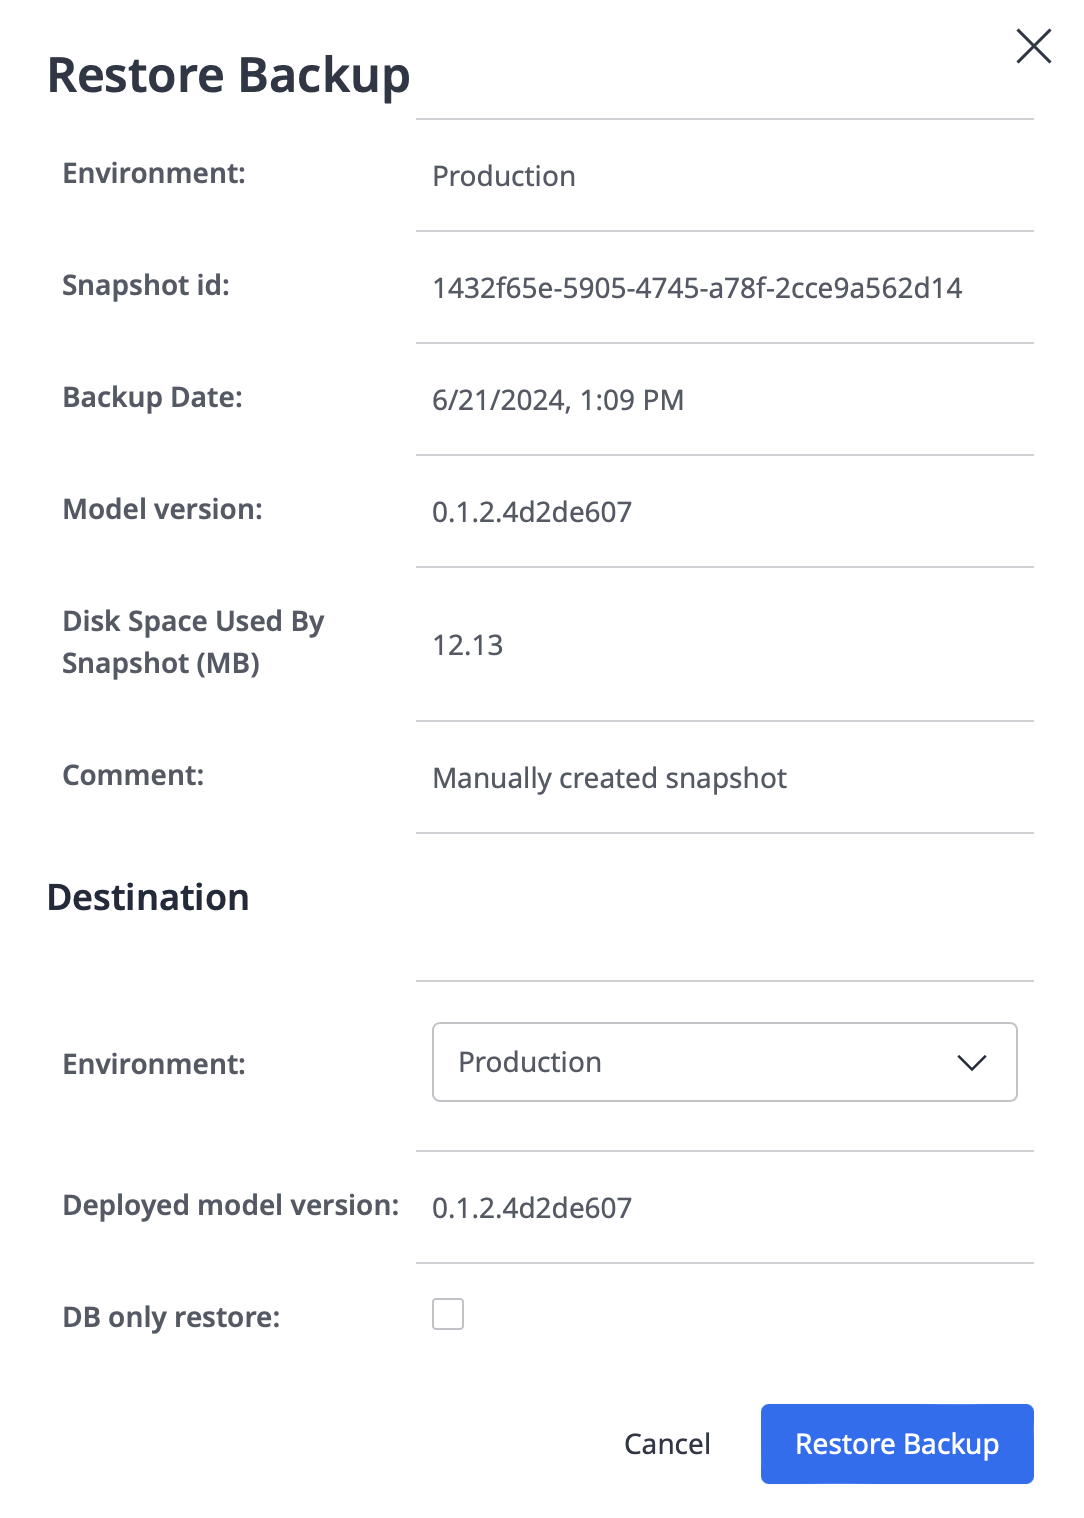 Restore Backup
Environment:
Production
Snapshot id:
1432f65e-5905-4745-a78f-2cce9a562d14
Backup Date:
6/21/2024, 1:09 PM
Model version:
0.1.2.4d2de607
Disk Space Used By
Snapshot (MB)
12.13
Comment:
Manually created snapshot
Destination
Environment:
Production
Deployed model version:
0.1.2.4d2de607
DB only restore:
Cancel
Restore Backup